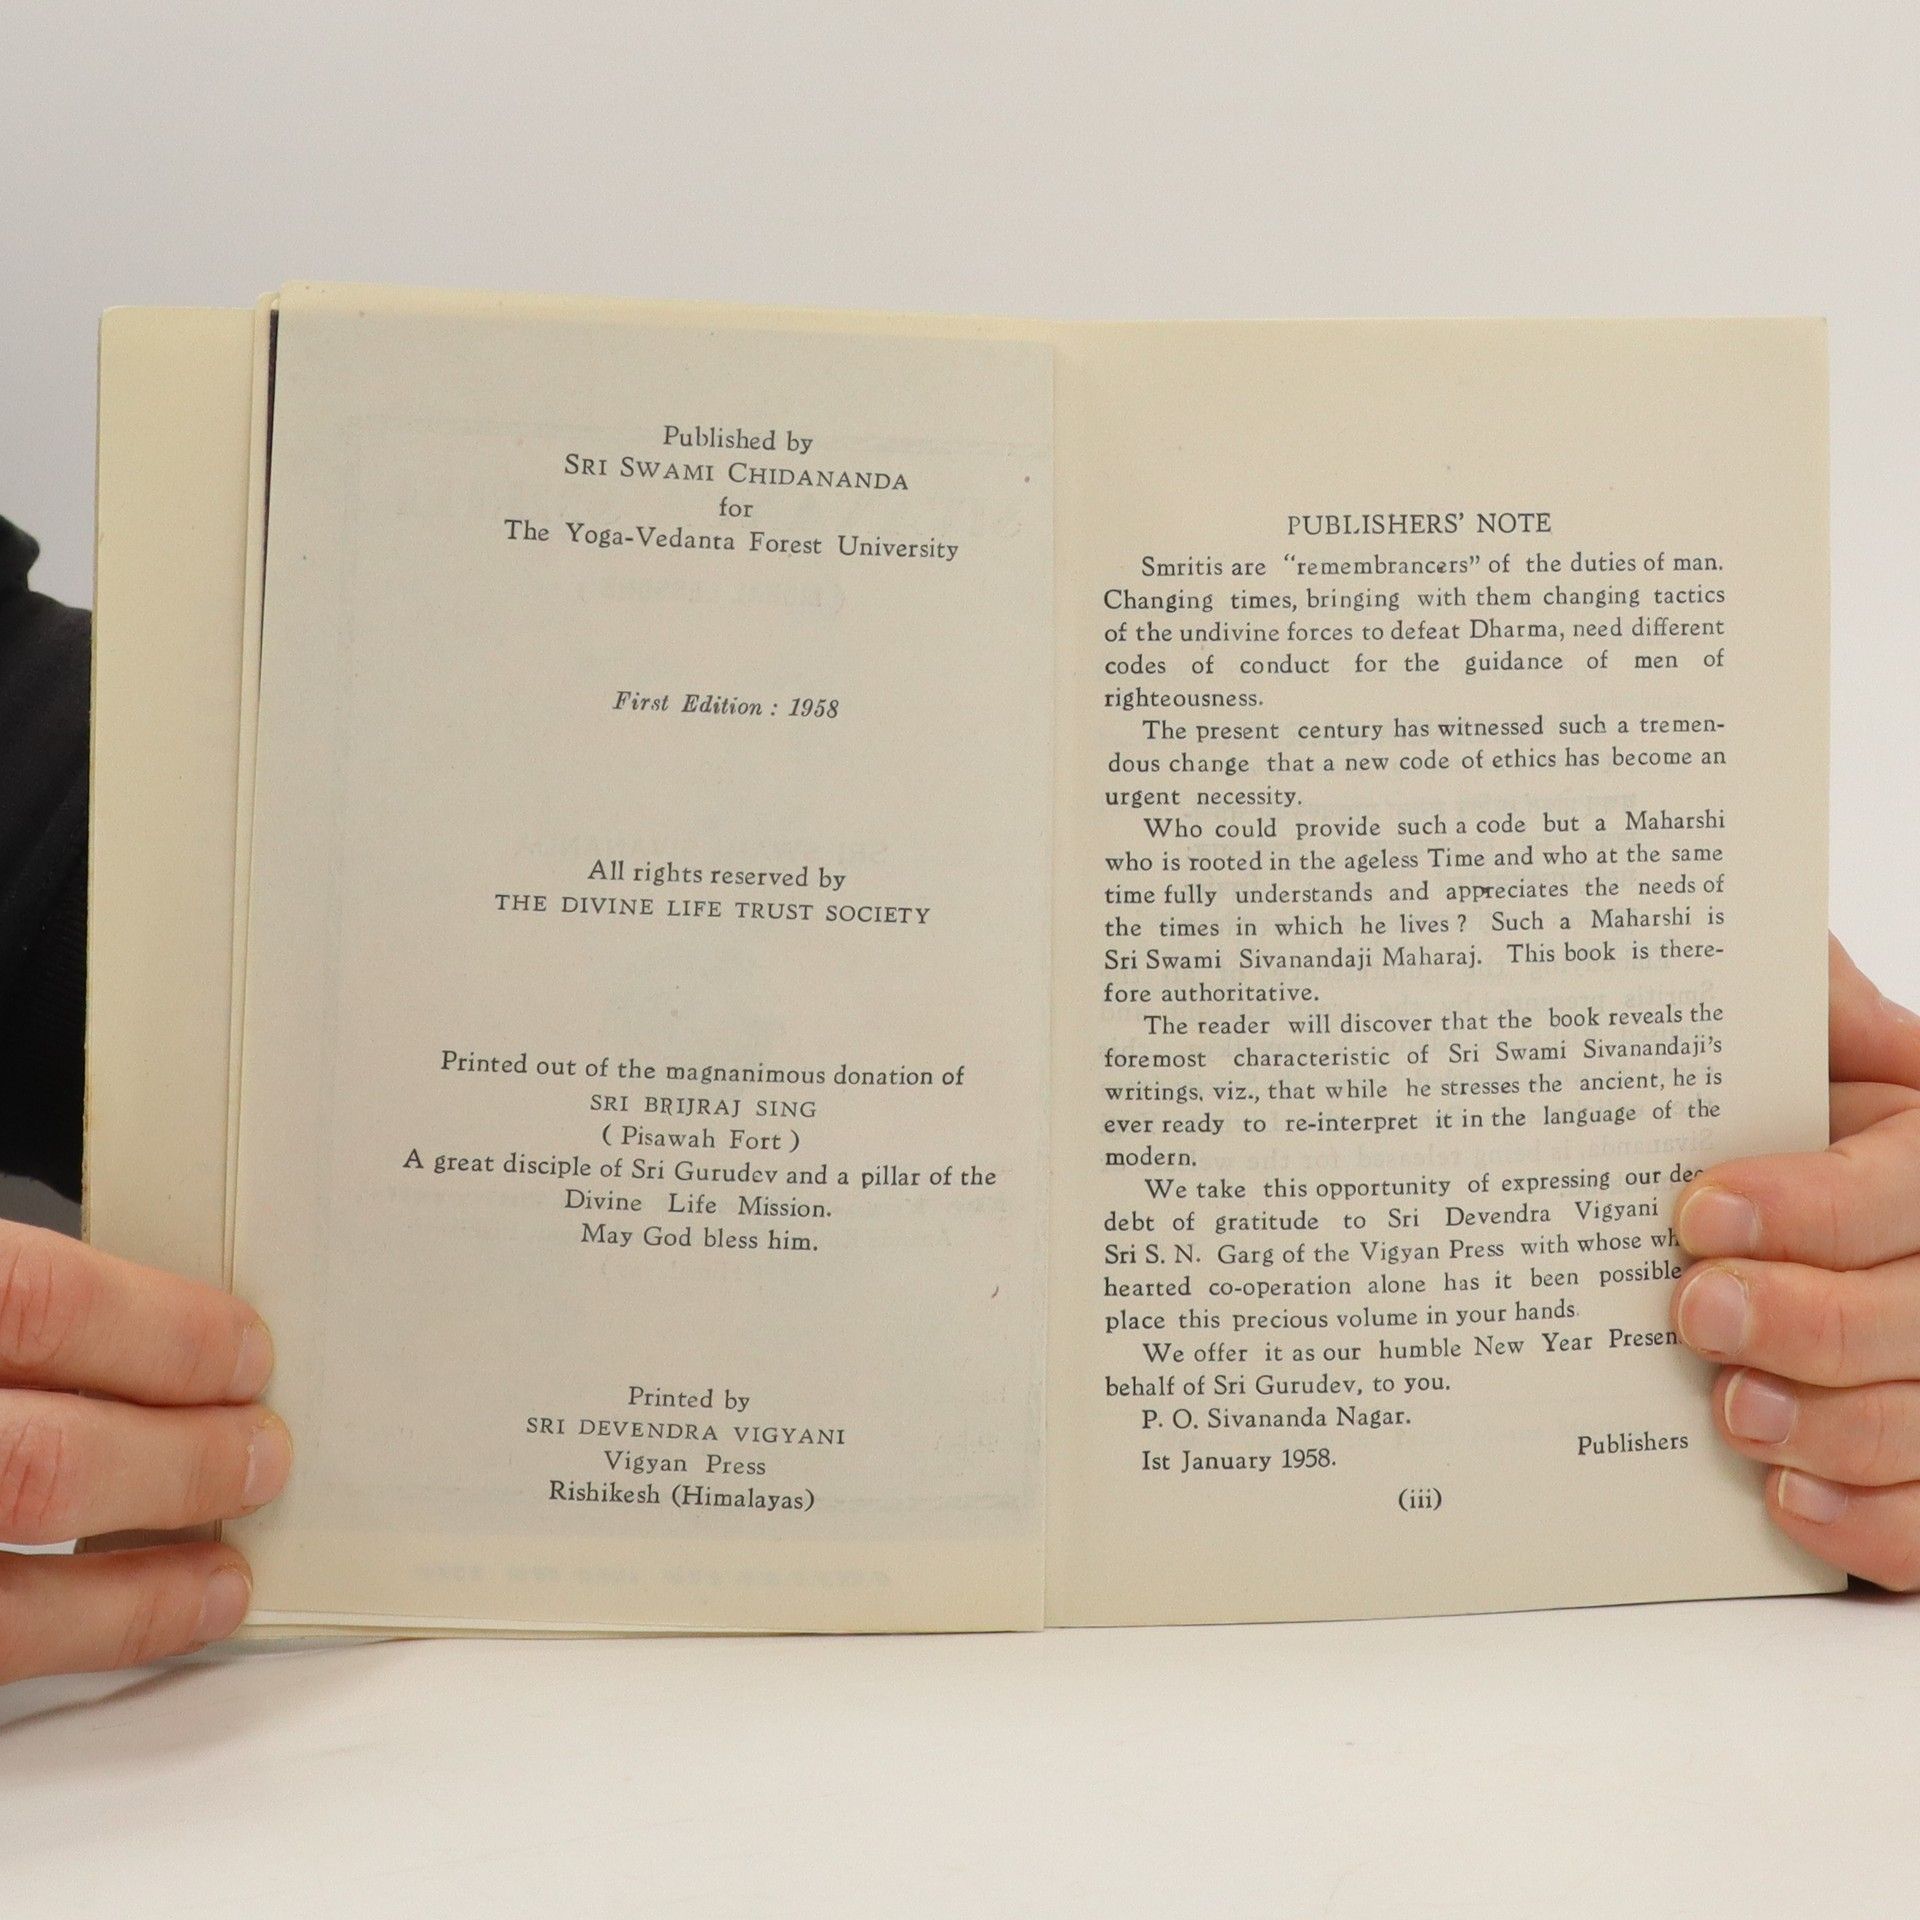 Published by
SRI SWAMI CHIDANANDA
for
The Yoga-Vedanta Forest University
First Edition : 1958
All rights reserved by
THE DIVINE LIFE TRUST SOCIETY
Printed out of the magnanimous donation of
SRI BRIJRAJ SING
( Pisawah Fort )
A great disciple of Sri Gurudev and a pillar of the
Divine Life Mission.
May God bless him.
Printed by
SRI DEVENDRA VIGYANI
Vigyan Press
Rishikesh (Himalayas)
PUBLISHERS' NOTE
Smritis are "remembrancers" of the duties of man.
Changing times, bringing with them changing tactics
of the undivine forces to defeat Dharma, need different
codes of conduct for the guidance of men of
righteousness.
The present century has witnessed such a tremen-
dous change that a new code of ethics has become an
urgent necessity.
Who could provide such a code but a Maharshi
who is rooted in the ageless Time and who at the same
time fully understands and appreciates the needs of
the times in which he lives ? Such a Maharshi is
Sri Swami Sivanandaji Maharaj. This book is there-
fore authoritative.
The reader will discover that the book reveals the
foremost characteristic of Sri Swami Sivanandaji's
writings, viz., that while he stresses the ancient, he is
ever ready to re-interpret it in the language of the
modern.
We take this opportunity of expressing our
debt of gratitude to Sri Devendra Vigyani
Sri S. N. Garg of the Vigyan Press with whose
hearted co-operation alone has it been possible
place this precious volume in your hands.
We offer it as our humble New Year
behalf of Sri Gurudev, to you.
P. O. Sivananda Nagar.
Ist January 1958.
Publishers
(iii)